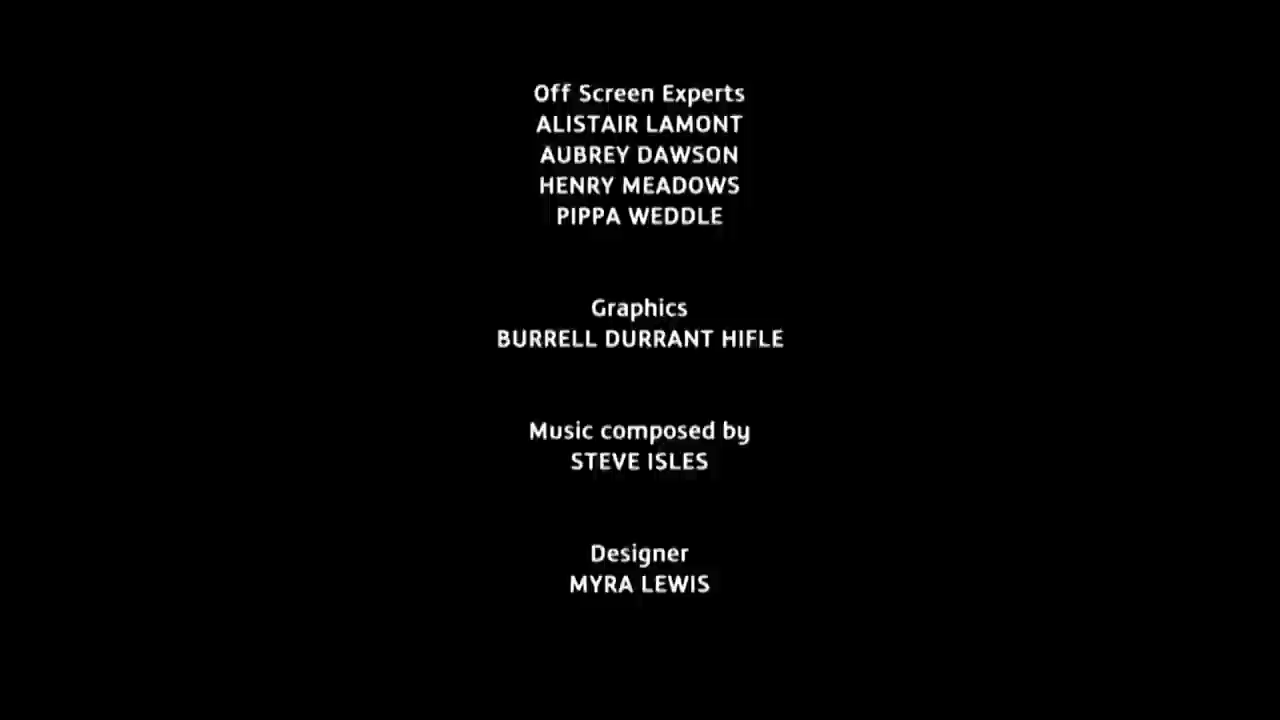 Off Screen Experts
ALISTAIR LAMONT
AUBREY DAWSON
HENRY MEADOWS
PIPPA WEDDLE
Graphics
BURRELL DURRANT HIFLE
Music composed by
STEVE ISLES
Designer
MYRA LEWIS